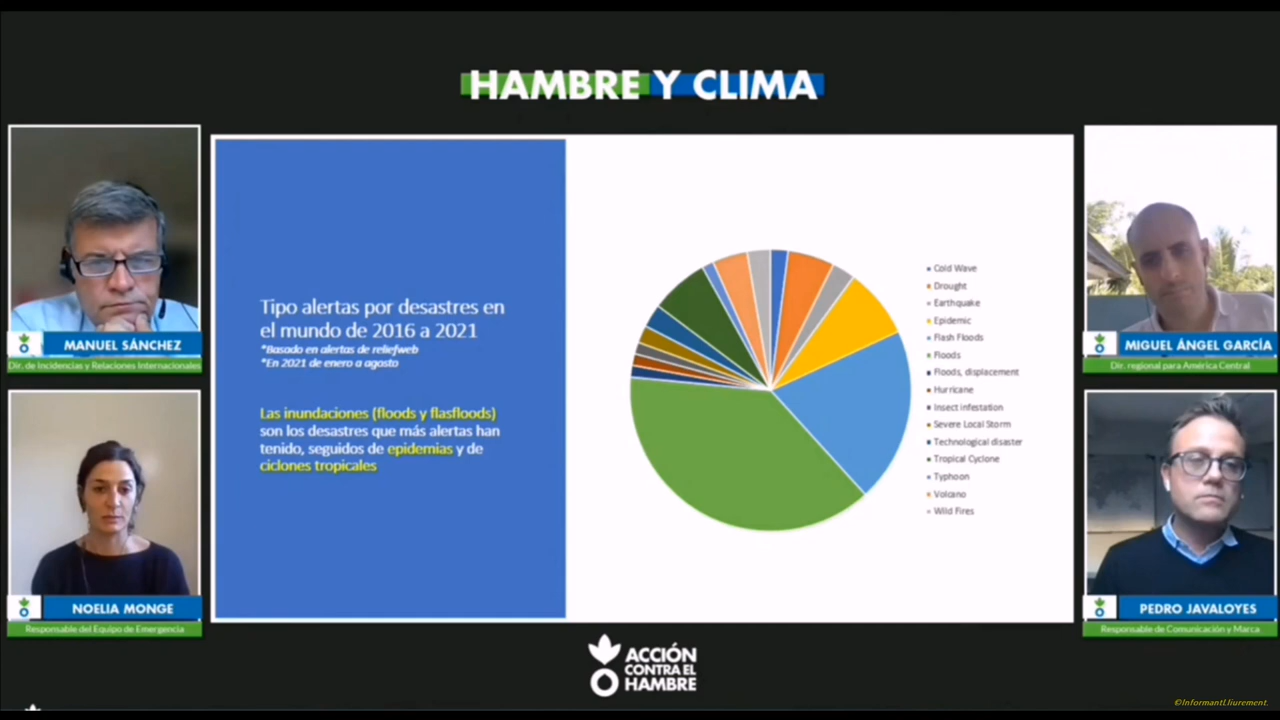 HAMBRE Y CLIMA
MANUEL SÁNCHEZ
Dir. de Incidencias y Relaciones Internacionales
NOELIA MONGE
Responsable del Equipo de Emergencia
Tipo alertas por desastres en
el mundo de 2016 a 2021
*Basado en alertas de reliefweb
*En 2021 de enero a agosto
Las inundaciones (floods y flasfloods)
son los desastres que más alertas han
tenido, seguidos de epidemias y de
ciclones tropicales
Cold Wave
Drought
Earthquake
Epidemic
Flash Floods
Floods
Floods, displacement
Hurricane
Insect infestation
Severe Local Storm
Technological disaster
Tropical Cyclone
Typhoon
Volcano
Wild Fires
MIGUEL ÁNGEL GARCÍA
Dir. regional para América Central
PEDRO JAVALOYES
Responsable de Comunicación y Marca
ACCIÓN
CONTRA EL
HAMBRE
©InformantLliurement.